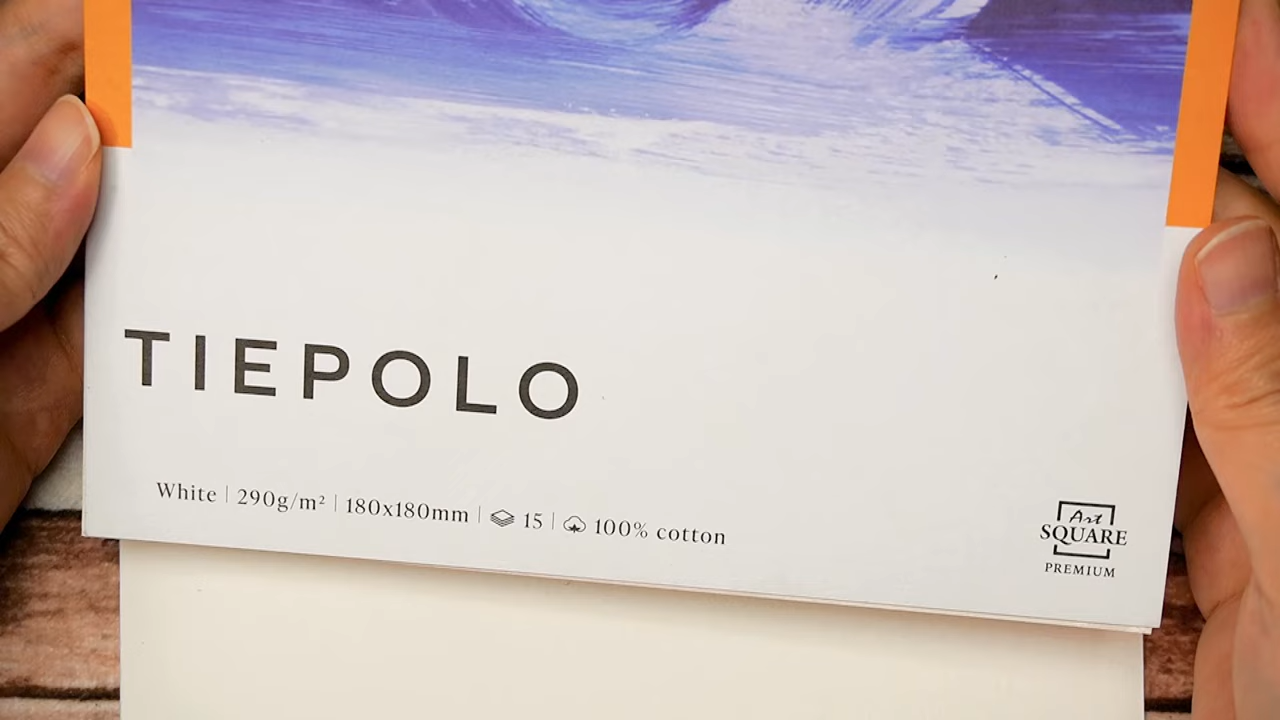 TIEPOLO
White | 290g/m² | 180x180mm | 15 | 100% cotton
Art
SQUARE
PREMIUM